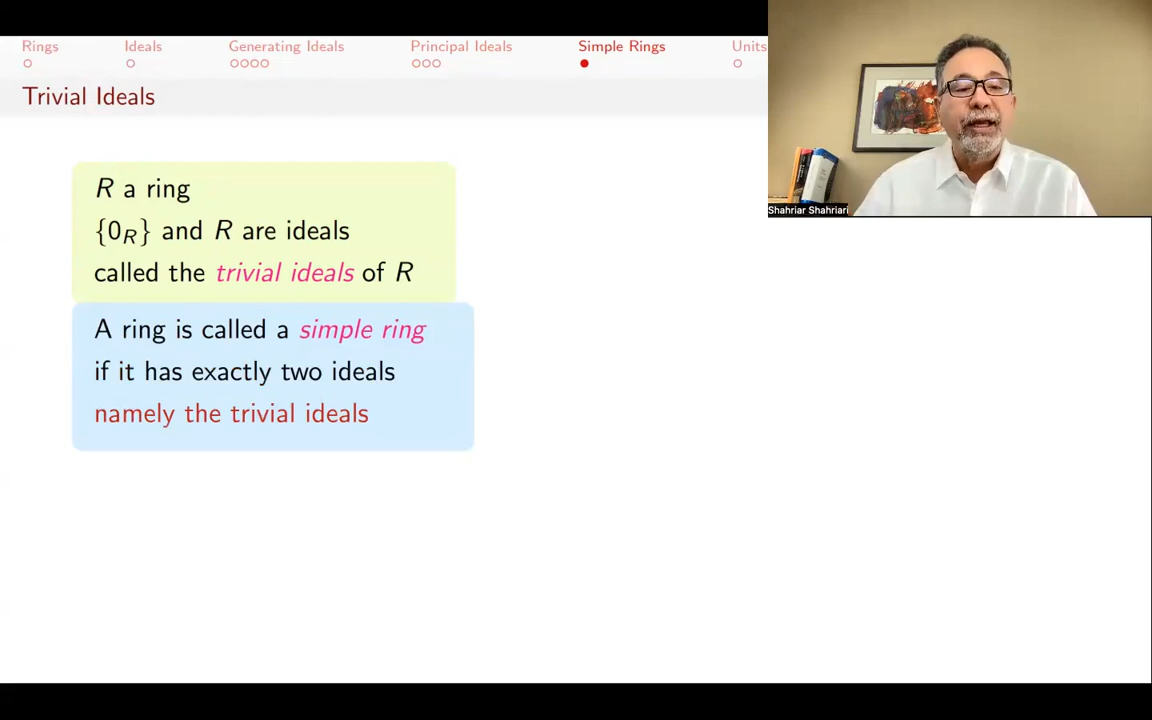 Rings Ideals Generating Ideals Principal Ideals Simple Rings Units
Trivial Ideals
R a ring
{0_R} and R are ideals
called the trivial ideals of R
A ring is called a simple ring
if it has exactly two ideals
namely the trivial ideals
Shahriar Shahriari